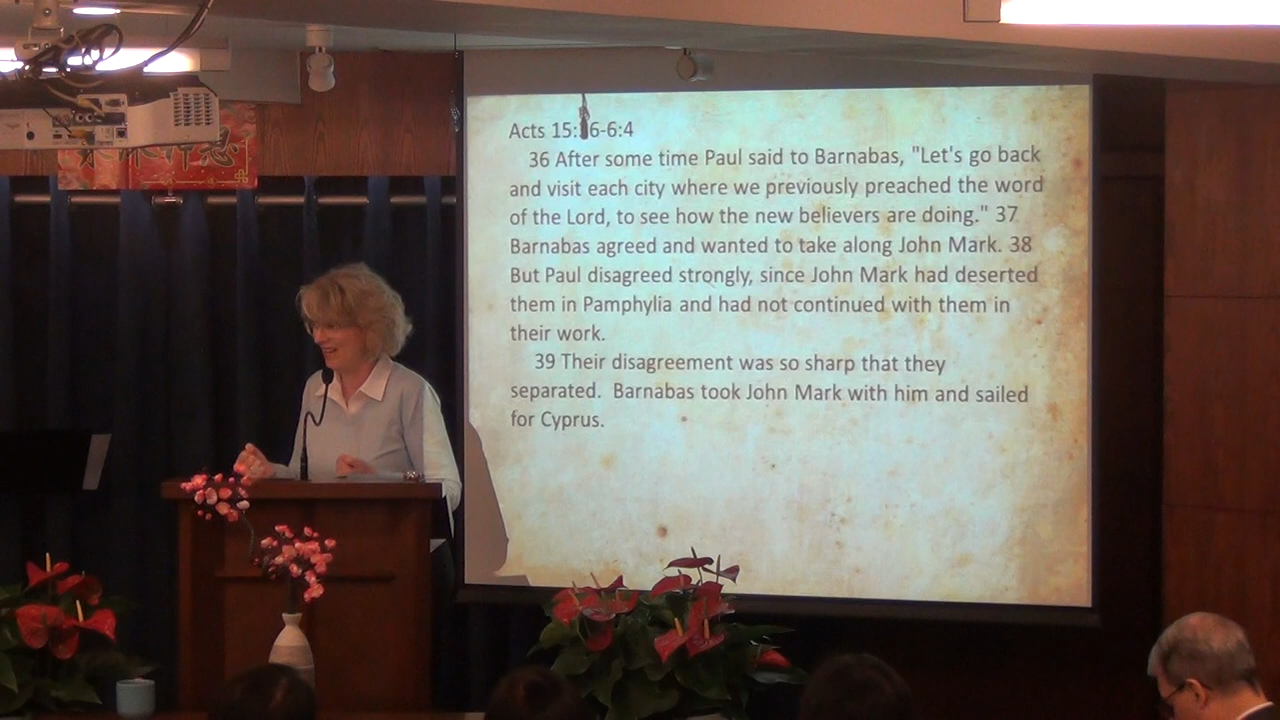 Acts 15:36-6:4
36 After some time Paul said to Barnabas, "Let's go back
and visit each city where we previously preached the word
of the Lord, to see how the new believers are doing." 37
Barnabas agreed and wanted to take along John Mark. 38
But Paul disagreed strongly, since John Mark had deserted
them in Pamphylia and had not continued with them in
their work.
39 Their disagreement was so sharp that they
separated.  Barnabas took John Mark with him and sailed
for Cyprus.